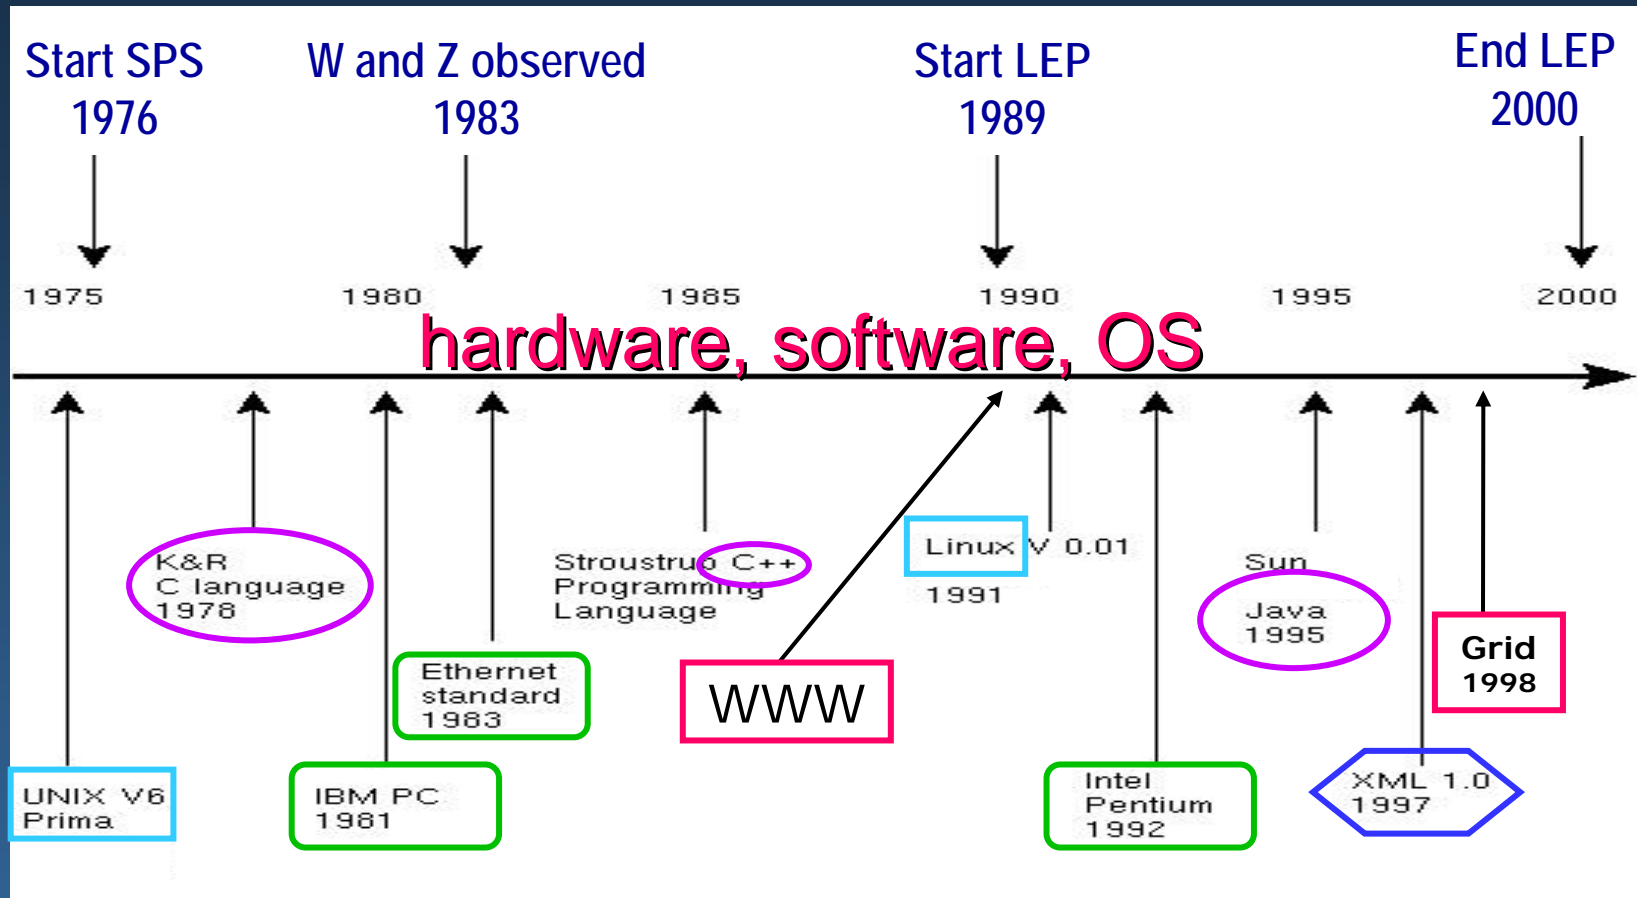 Start SPS
1976
W and Z observed
1983
Start LEP
1989
End LEP
2000
1975
1980
1985
1990
1995
2000
hardware, software, OS
K&R
C language
1978
Stroustrup C++
Programming
Language
Linux V 0.01
1991
Sun
Java
1995
Ethernet
standard
1983
WWW
Grid
1998
UNIX V6
Prima
IBM PC
1981
Intel
Pentium
1992
XML 1.0
1997